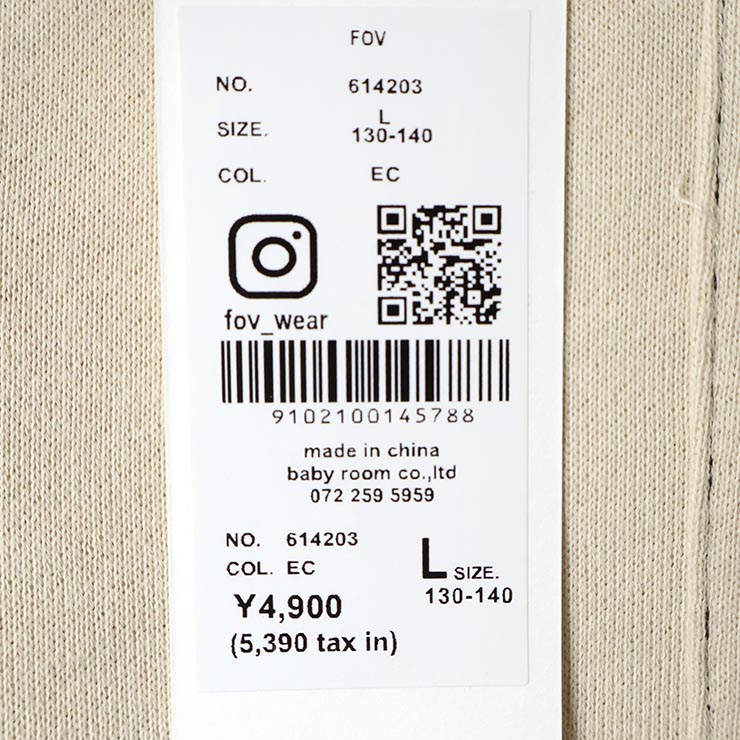 FOV
NO. 614203
SIZE. L
130-140
COL. EC
fov_wear
9102100145788
made in china
baby room co.,ltd
072 259 5959
NO. 614203
COL. EC
L SIZE.
130-140
¥4,900
(5,390 tax in)